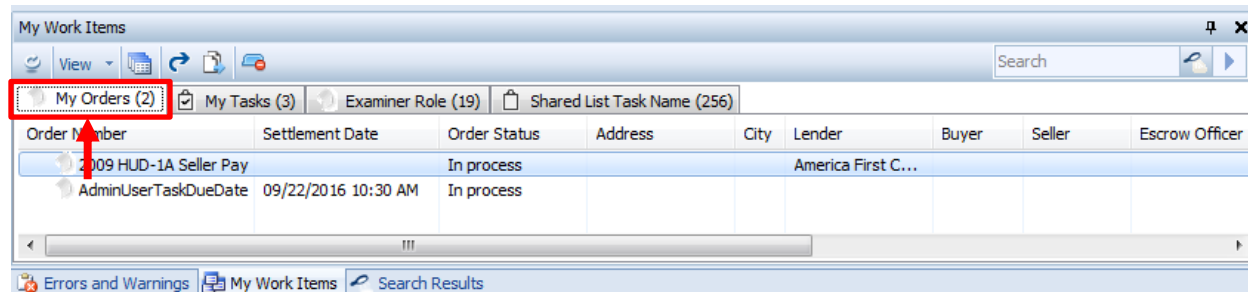 My Work Items
View Search
My Orders (2) My Tasks (3) Examiner Role (19) Shared List Task Name (256)
Order Number Settlement Date Order Status Address City Lender Buyer Seller Escrow Officer
2009 HUD-1A Seller Pay In process America First C...
AdminUserTaskDueDate 09/22/2016 10:30 AM In process
Errors and Warnings My Work Items Search Results